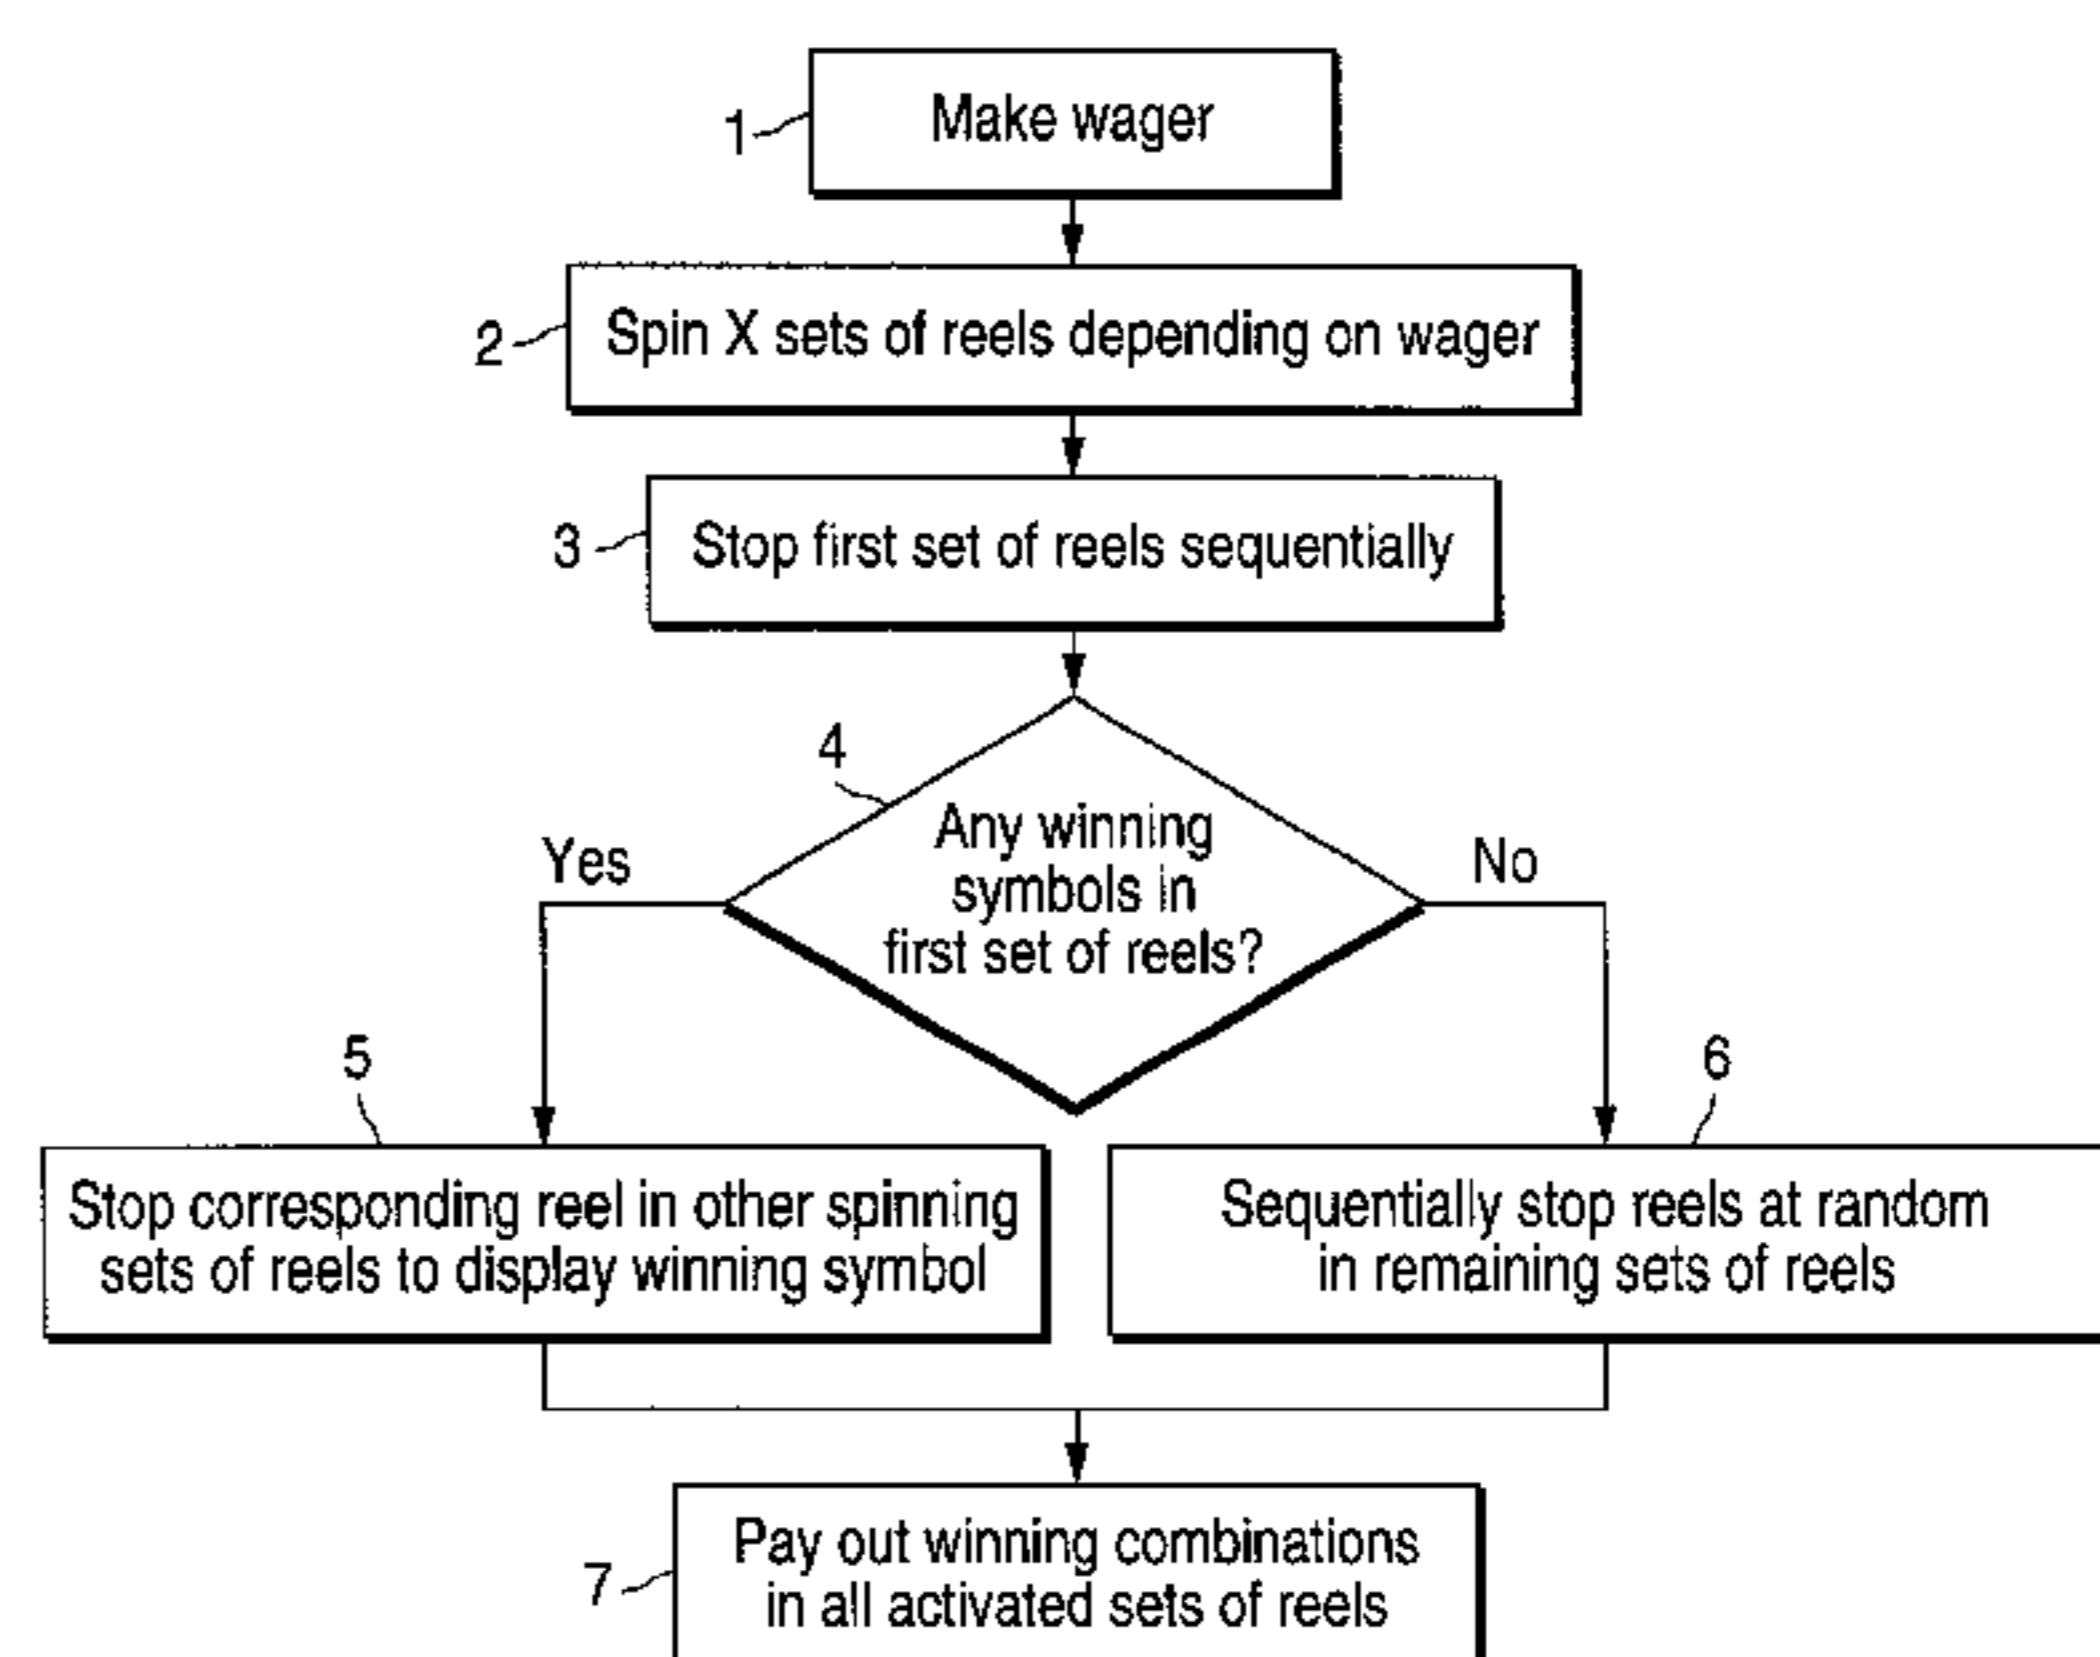 1
Make wager
2
Spin X sets of reels depending on wager
3
Stop first set of reels sequentially
4
Any winning
symbols in
first set of reels?
Yes
No
5
Stop corresponding reel in other spinning
sets of reels to display winning symbol
6
Sequentially stop reels at random
in remaining sets of reels
7
Pay out winning combinations
in all activated sets of reels